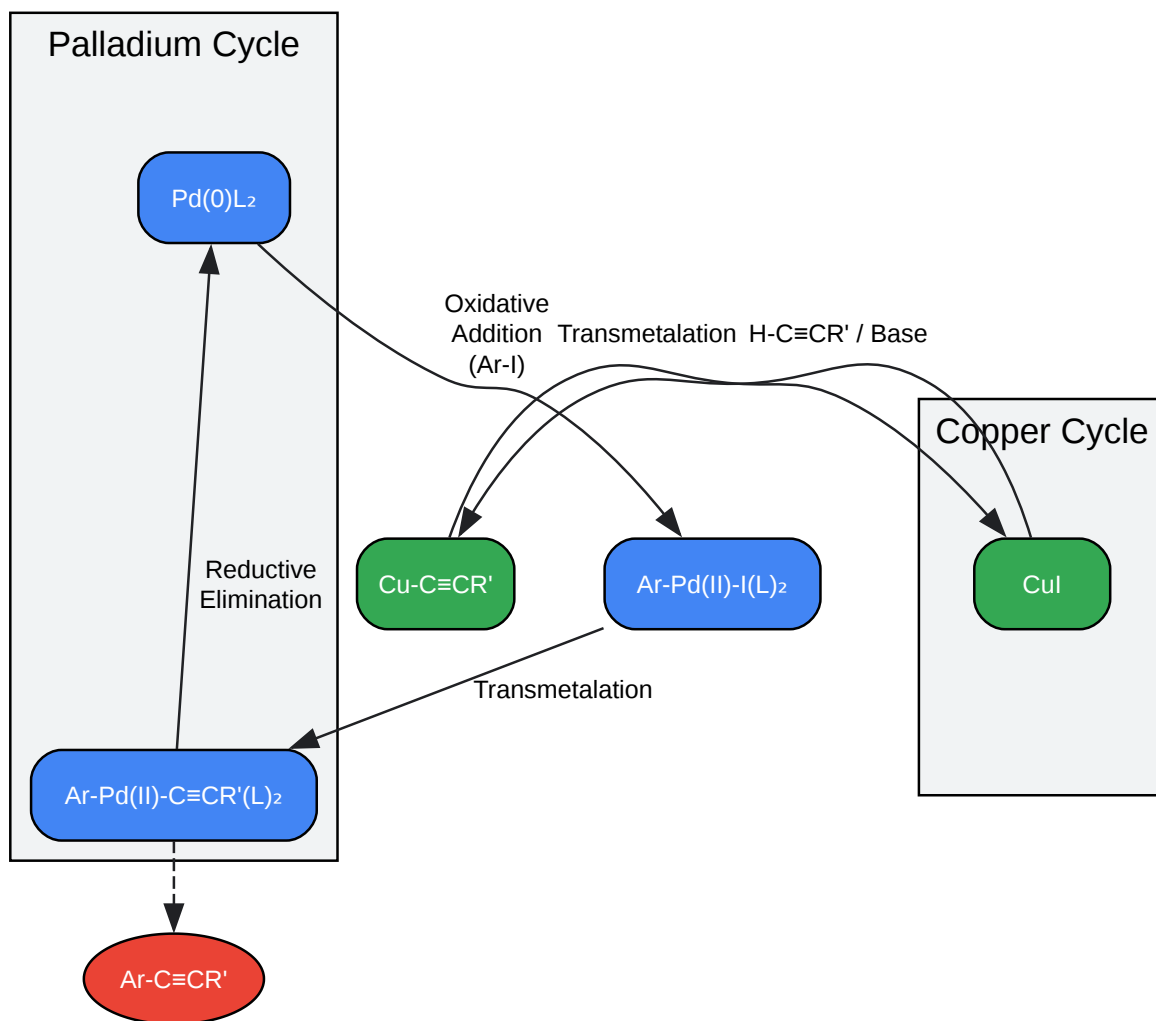 Palladium Cycle
Pd(0)L₂
Oxidative
Addition
(Ar-I)
Transmetalation
H-C≡CR' / Base
Copper Cycle
Cu-C≡CR'
Ar-Pd(II)-I(L)₂
CuI
Reductive
Elimination
Transmetalation
Ar-Pd(II)-C≡CR'(L)₂
Ar-C≡CR'